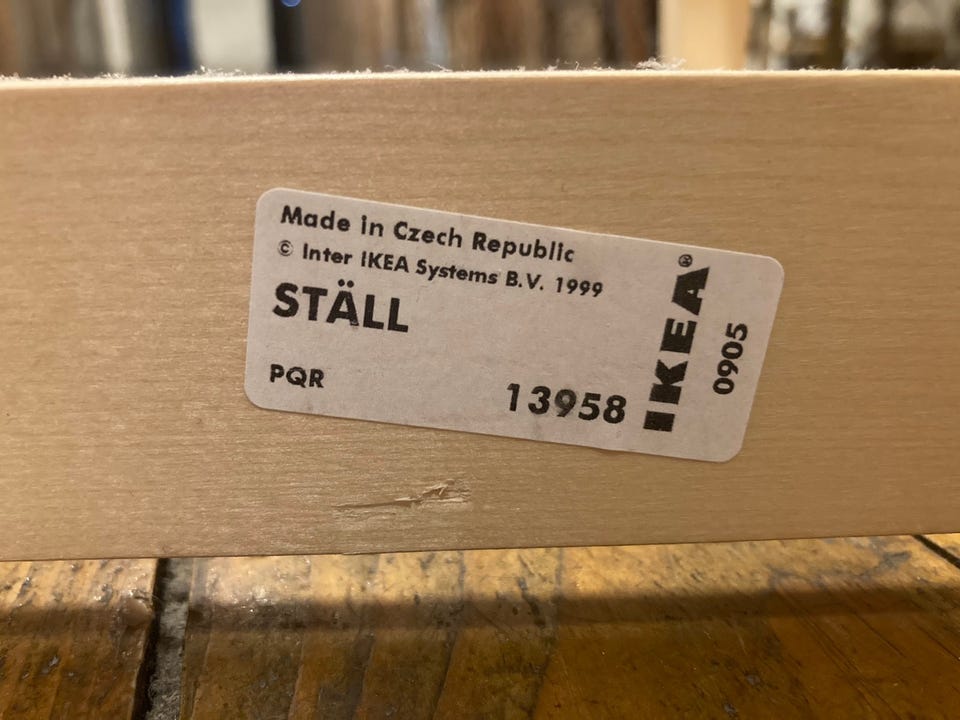 Made in Czech Republic
© Inter IKEA Systems B.V. 1999
STÄLL
PQR
13958
IKEA®
0905